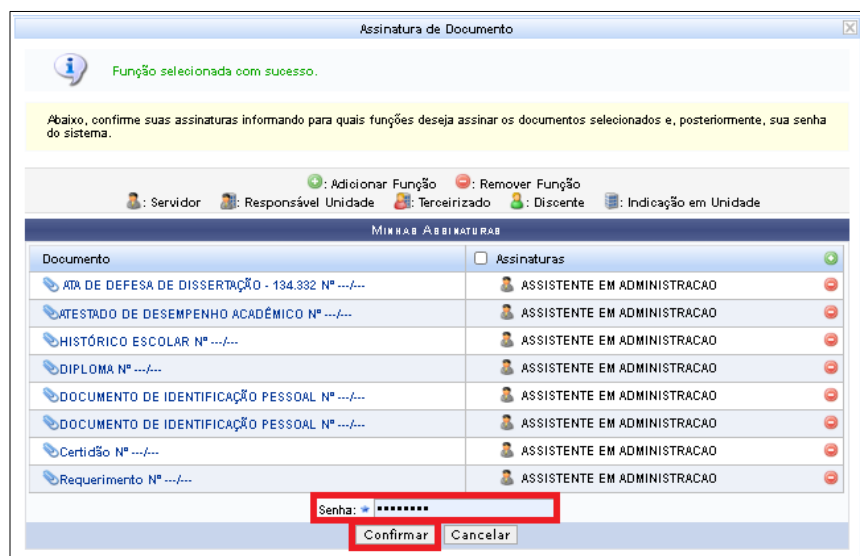 Assinatura de Documento
Função selecionada com sucesso.
Abaixo, confirme suas assinaturas informando para quais funções deseja assinar os documentos selecionados e, posteriormente, sua senha
do sistema.
: Adicionar Função : Remover Função
: Servidor : Responsável Unidade : Terceirizado : Discente : Indicação em Unidade
MINHAS ASSINATURAS
Documento Assinaturas
ATA DE DEFESA DE DISSERTAÇÃO - 134.332 Nº ---/--- ASSISTENTE EM ADMINISTRACAO
ATESTADO DE DESEMPENHO ACADÊMICO Nº ---/--- ASSISTENTE EM ADMINISTRACAO
HISTÓRICO ESCOLAR Nº ---/--- ASSISTENTE EM ADMINISTRACAO
DIPLOMA Nº ---/--- ASSISTENTE EM ADMINISTRACAO
DOCUMENTO DE IDENTIFICAÇÃO PESSOAL Nº ---/--- ASSISTENTE EM ADMINISTRACAO
DOCUMENTO DE IDENTIFICAÇÃO PESSOAL Nº ---/--- ASSISTENTE EM ADMINISTRACAO
Certidão Nº ---/--- ASSISTENTE EM ADMINISTRACAO
Requerimento Nº ---/--- ASSISTENTE EM ADMINISTRACAO
Senha: ••••••••
Confirmar Cancelar